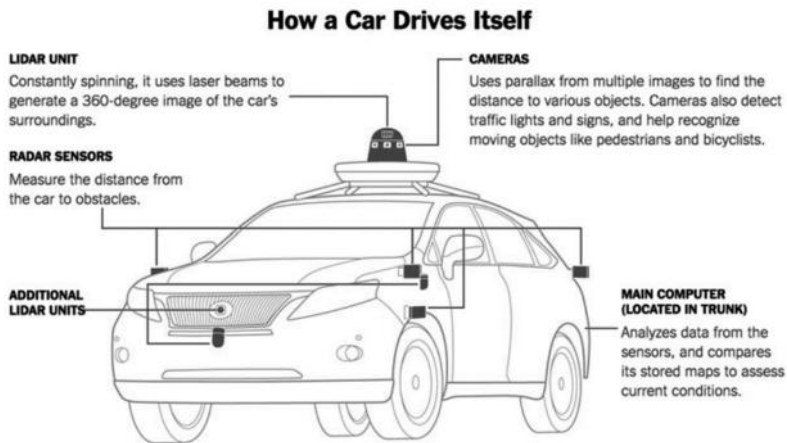 How a Car Drives Itself
LIDAR UNIT
Constantly spinning, it uses laser beams to
generate a 360-degree image of the car's
surroundings.
CAMERAS
Uses parallax from multiple images to find the
distance to various objects. Cameras also detect
traffic lights and signs, and help recognize
moving objects like pedestrians and bicyclists.
RADAR SENSORS
Measure the distance from
the car to obstacles.
ADDITIONAL
LIDAR UNITS
MAIN COMPUTER
(LOCATED IN TRUNK)
Analyzes data from the
sensors, and compares
its stored maps to assess
current conditions.